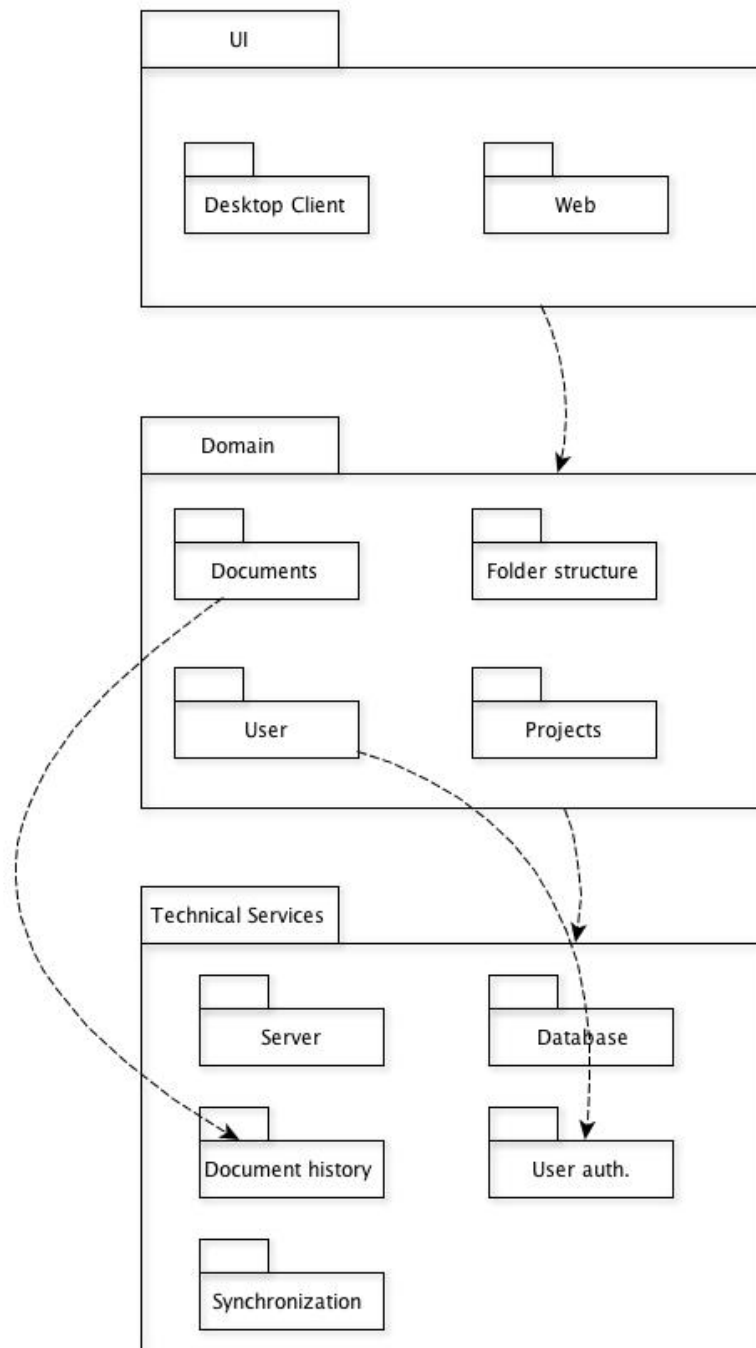 UI
Desktop Client
Web
Domain
Documents
Folder structure
User
Projects
Technical Services
Server
Database
Document history
User auth.
Synchronization